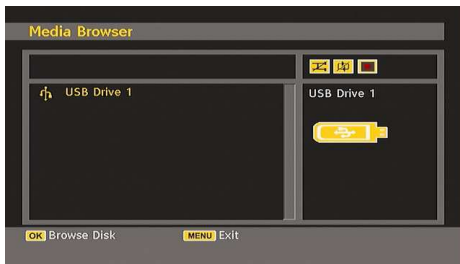 Media Browser
USB Drive 1
USB Drive 1
OK Browse Disk MENU Exit